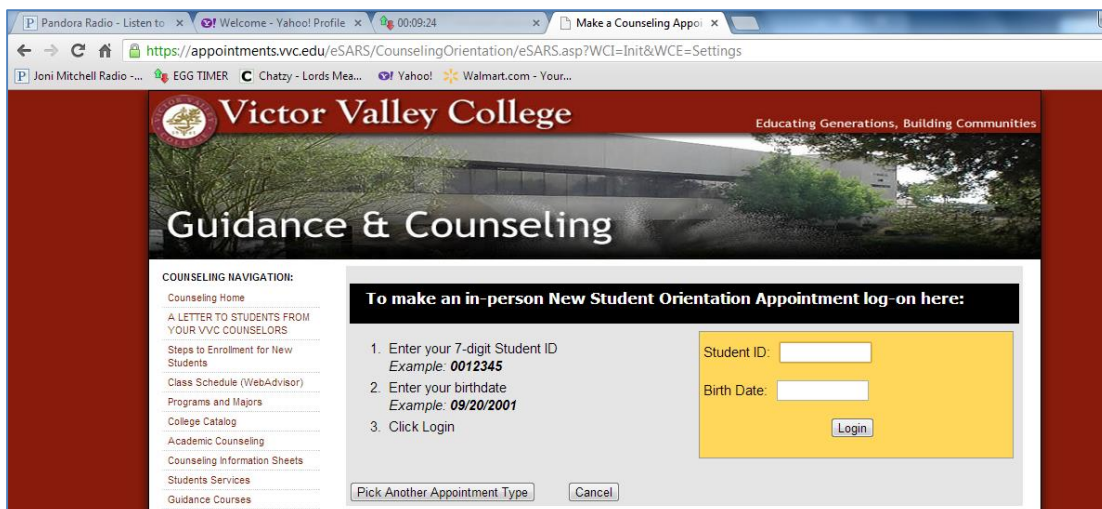 Pandora Radio - Listen to
Welcome - Yahoo! Profile
00:09:24
Make a Counseling Appoi
https://appointments.vvc.edu/eSARS/CounselingOrientation/eSARS.asp?WCI=Init&WCE=Settings
Joni Mitchell Radio -...
EGG TIMER
Chatzy - Lords Mea...
Yahoo!
Walmart.com - Your...
Victor Valley College
Educating Generations, Building Communities
Guidance & Counseling
COUNSELING NAVIGATION:
Counseling Home
A LETTER TO STUDENTS FROM
YOUR VVC COUNSELORS
Steps to Enrollment for New
Students
Class Schedule (WebAdvisor)
Programs and Majors
College Catalog
Academic Counseling
Counseling Information Sheets
Students Services
Guidance Courses
To make an in-person New Student Orientation Appointment log-on here:
1. Enter your 7-digit Student ID
Example: 0012345
2. Enter your birthdate
Example: 09/20/2001
3. Click Login
Student ID:
Birth Date:
Login
Pick Another Appointment Type
Cancel